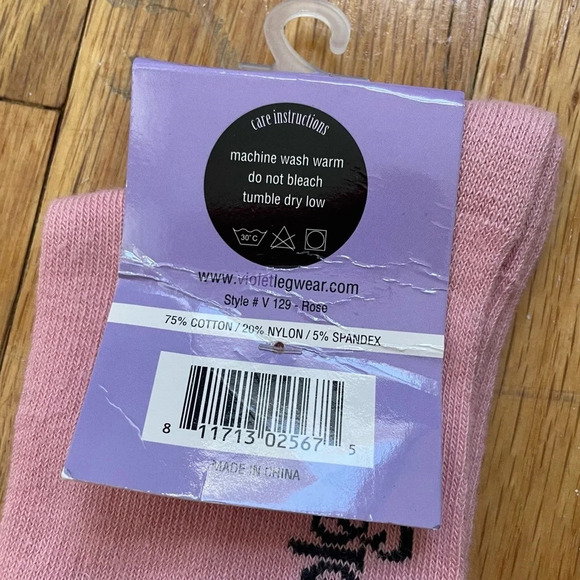 care instructions
machine wash warm
do not bleach
tumble dry low
30°C
www.violetlegwear.com
Style # V 129 - Rose
75% COTTON / 20% NYLON / 5% SPANDEX
8 11713 02567 5
MADE IN CHINA